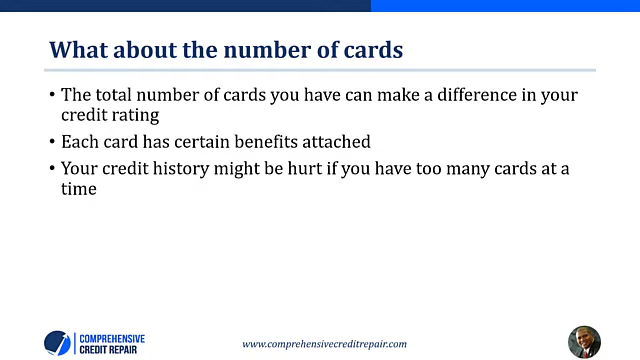 What about the number of cards
• The total number of cards you have can make a difference in your
credit rating
• Each card has certain benefits attached
• Your credit history might be hurt if you have too many cards at a
time
COMPREHENSIVE
CREDIT REPAIR
www.comprehensivecreditrepair.com